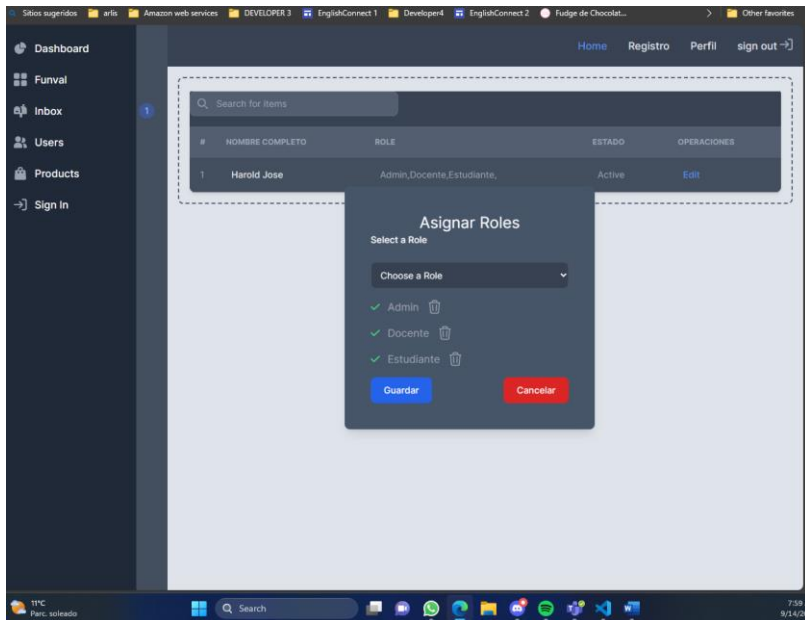 Sitios sugeridos arlis Amazon web services DEVELOPER 3 EnglishConnect 1 Developer4 EnglishConnect 2 Fudge de Chocolat... Other favorites
Dashboard
Funval
Inbox 1
Users
Products
Sign In
Home Registro Perfil sign out
Search for items
# NOMBRE COMPLETO ROLE ESTADO OPERACIONES
1 Harold Jose Admin,Docente,Estudiante, Active Edit
Asignar Roles
Select a Role
Choose a Role
Admin
Docente
Estudiante
Guardar Cancelar
11°C
Parc. soleado
Search
7:59
9/14/2